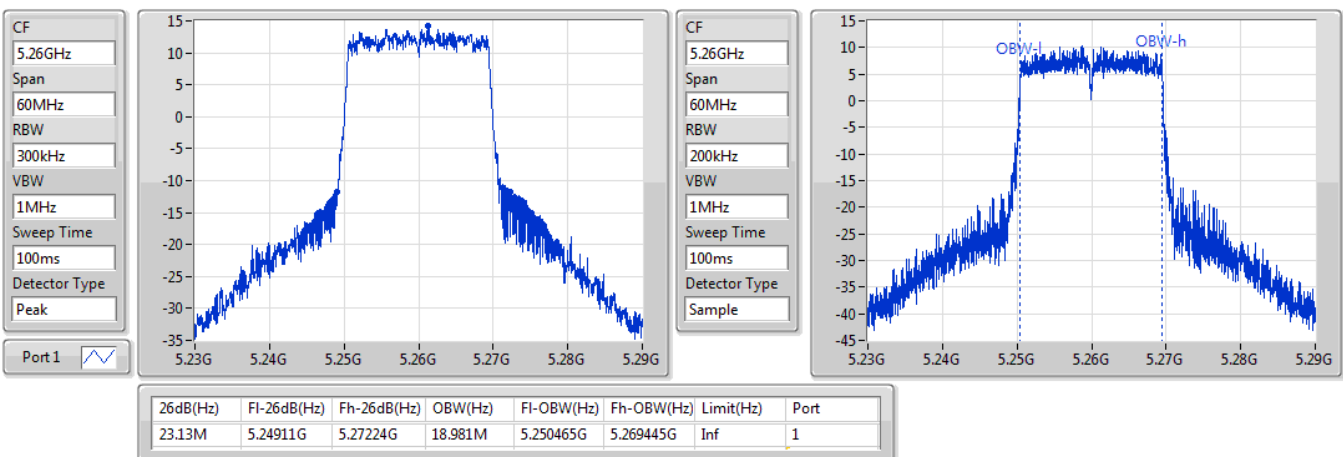 CF
5.26GHz
Span
60MHz
RBW
300kHz
VBW
1MHz
Sweep Time
100ms
Detector Type
Peak
Port 1
15
10
5
0
-5
-10
-15
-20
-25
-30
-35
5.23G 5.24G 5.25G 5.26G 5.27G 5.28G 5.29G
CF
5.26GHz
Span
60MHz
RBW
200kHz
VBW
1MHz
Sweep Time
100ms
Detector Type
Sample
15
10
5
0
-5
-10
-15
-20
-25
-30
-35
-40
-45
OBW-l OBW-h
5.23G 5.24G 5.25G 5.26G 5.27G 5.28G 5.29G
26dB(Hz) Fl-26dB(Hz) Fh-26dB(Hz) OBW(Hz) Fl-OBW(Hz) Fh-OBW(Hz) Limit(Hz) Port
23.13M 5.24911G 5.27224G 18.981M 5.250465G 5.269445G Inf 1